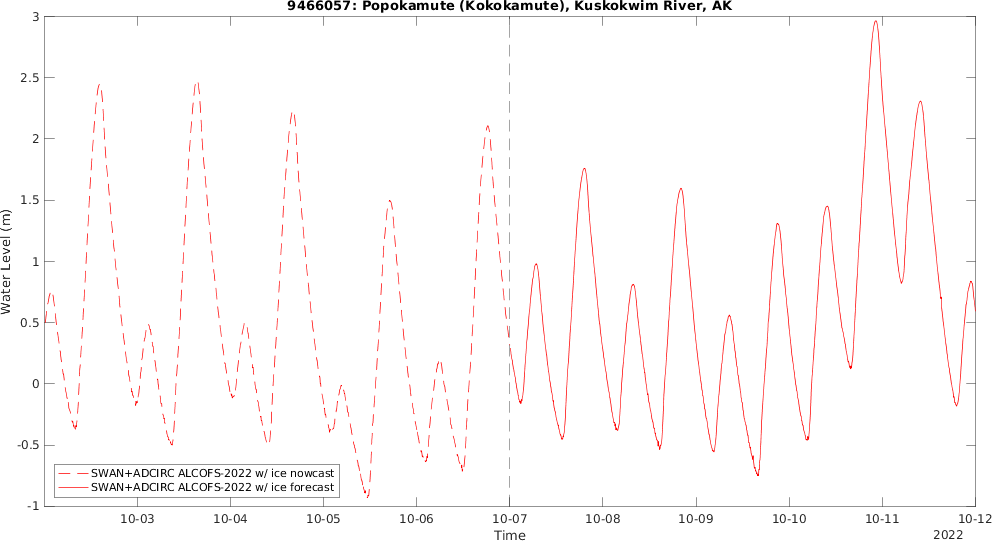 9466057: Popokamute (Kokokamute), Kuskokwim River, AK
3
2.5
2
1.5
1
0.5
0
-0.5
-1
Water Level (m)
SWAN+ADCIRC ALCOFS-2022 w/ ice nowcast
SWAN+ADCIRC ALCOFS-2022 w/ ice forecast
10-03 10-04 10-05 10-06 10-07 10-08 10-09 10-10 10-11 10-12
Time
2022